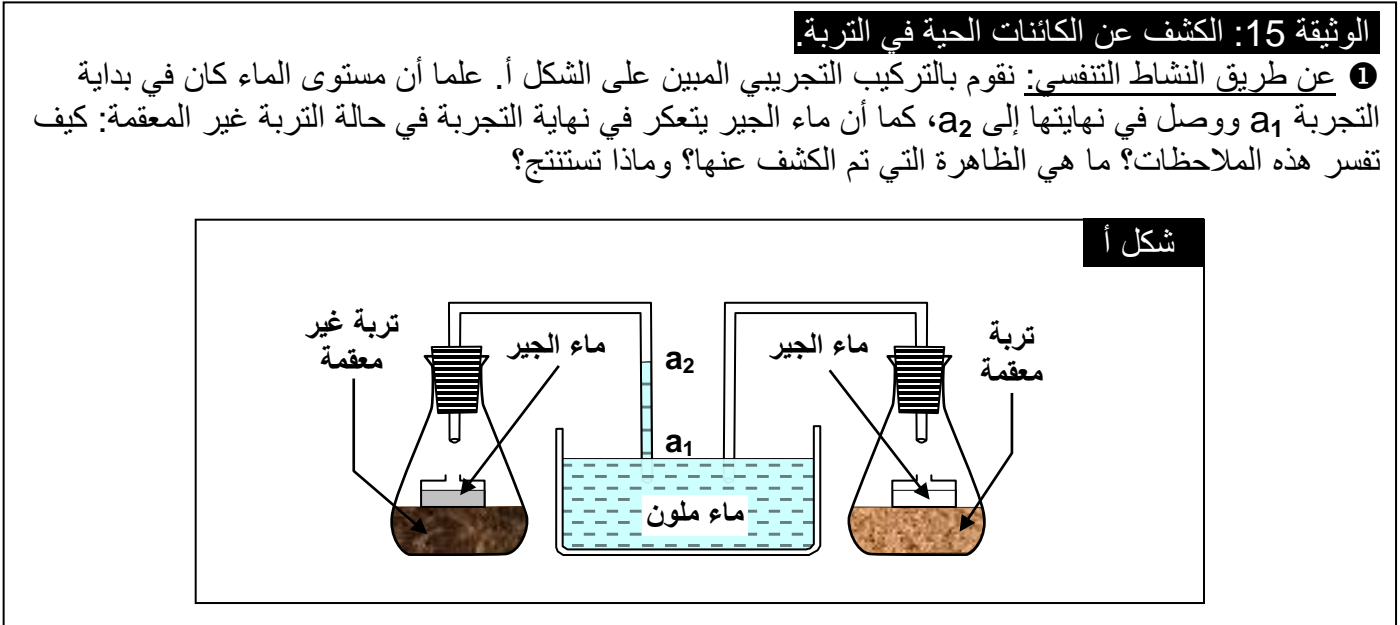 الوثيقة 15: الكشف عن الكائنات الحية في التربة.
❶ عن طريق النشاط التنفسي: نقوم بالتركيب التجريبي المبين على الشكل أ. علما أن مستوى الماء كان في بداية
التجربة a₁ ووصل في نهايتها إلى a₂، كما أن ماء الجير يتعكر في نهاية التجربة في حالة التربة غير المعقمة: كيف
تفسر هذه الملاحظات؟ ما هي الظاهرة التي تم الكشف عنها؟ وماذا تستنتج؟
شكل أ
تربة
معقمة
ماء الجير
a₂
a₁
ماء الجير
تربة غير
معقمة
ماء ملون